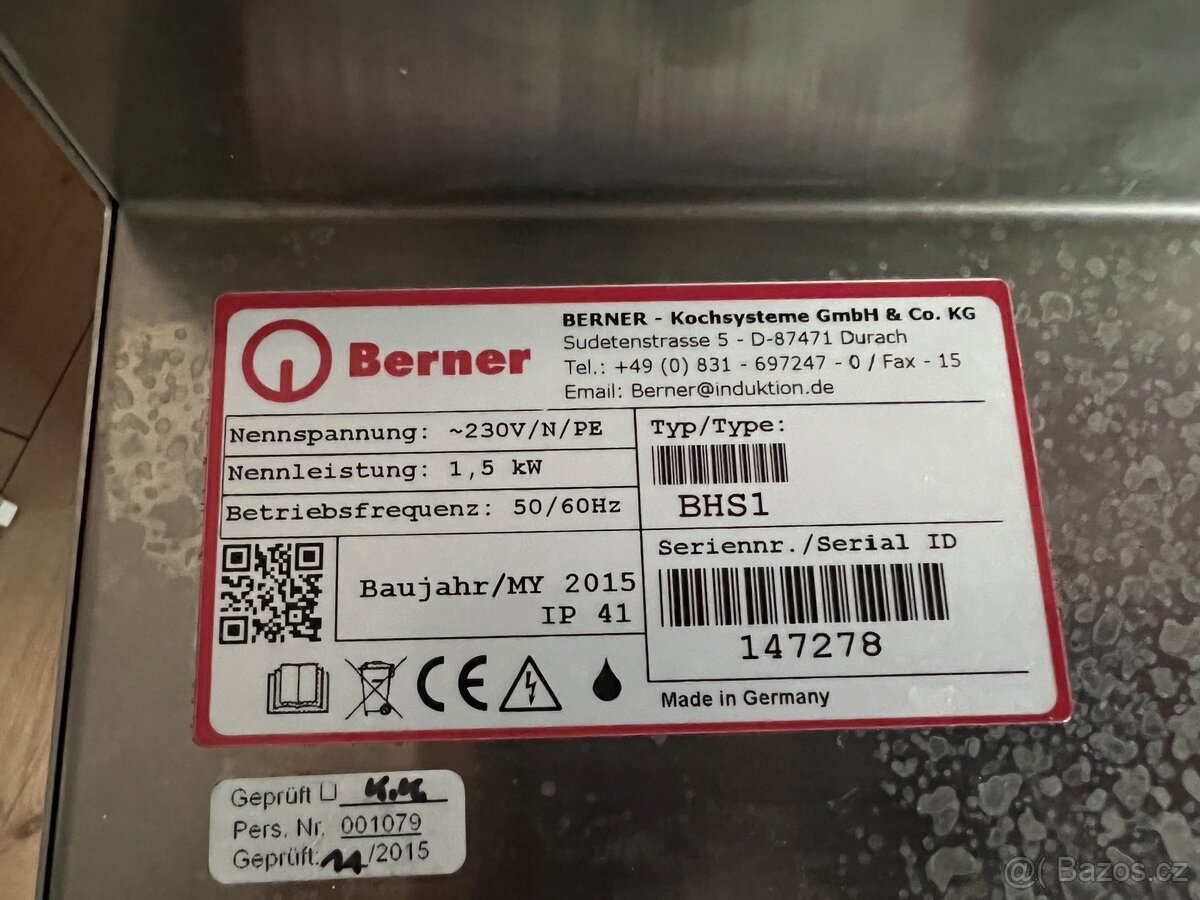 Berner
BERNER - Kochsysteme GmbH & Co. KG
Sudetenstrasse 5 - D-87471 Durach
Tel.: +49 (0) 831 - 697247 - 0 / Fax - 15
Email: Berner@induktion.de
Nennspannung: ~230V/N/PE
Nennleistung: 1,5 kW
Betriebsfrequenz: 50/60Hz
Typ/Type:
BHS1
Baujahr/MY 2015
IP 41
Seriennr./Serial ID
147278
CE
Made in Germany
Geprüft K.K.
Pers. Nr. 001079
Geprüft: 11/2015
@( Bazos.cz